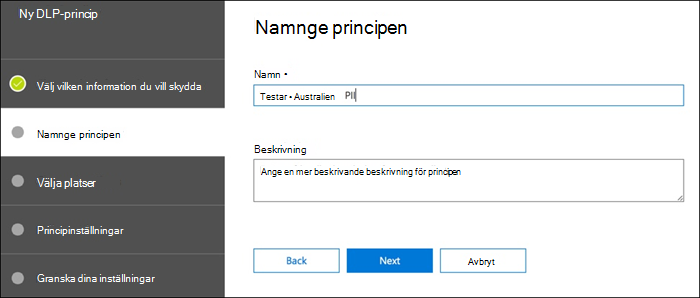 Ny DLP-princip
Välj vilken information du vill skydda
Namnge principen
Välja platser
Principinställningar
Granska dina inställningar
Namnge principen
Namn •
Testar • Australien PII
Beskrivning
Ange en mer beskrivande beskrivning för principen
Back
Next
Avbryt